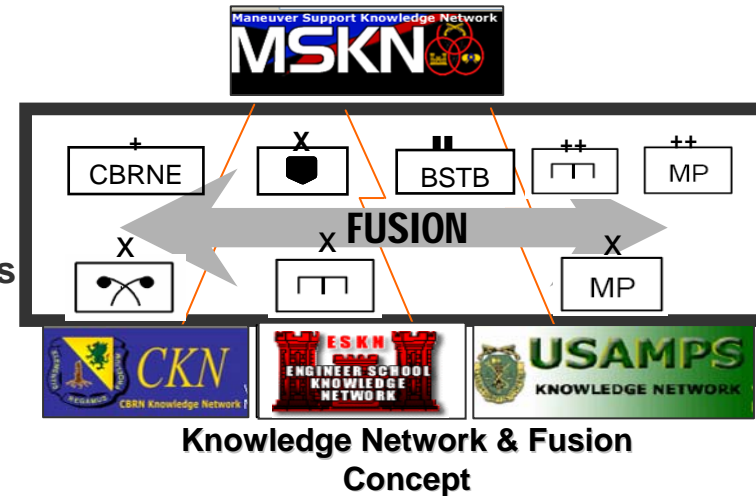 Maneuver Support Knowledge Network
MSKN
+
X
++
++
CBRNE
BSTB
MP
FUSION
X
X
X
s
MP
CKN
CBRN Knowledge Network
ESKN
ENGINEER SCHOOL
KNOWLEDGE
NETWORK
USAMPS
KNOWLEDGE NETWORK
Knowledge Network & Fusion
Concept